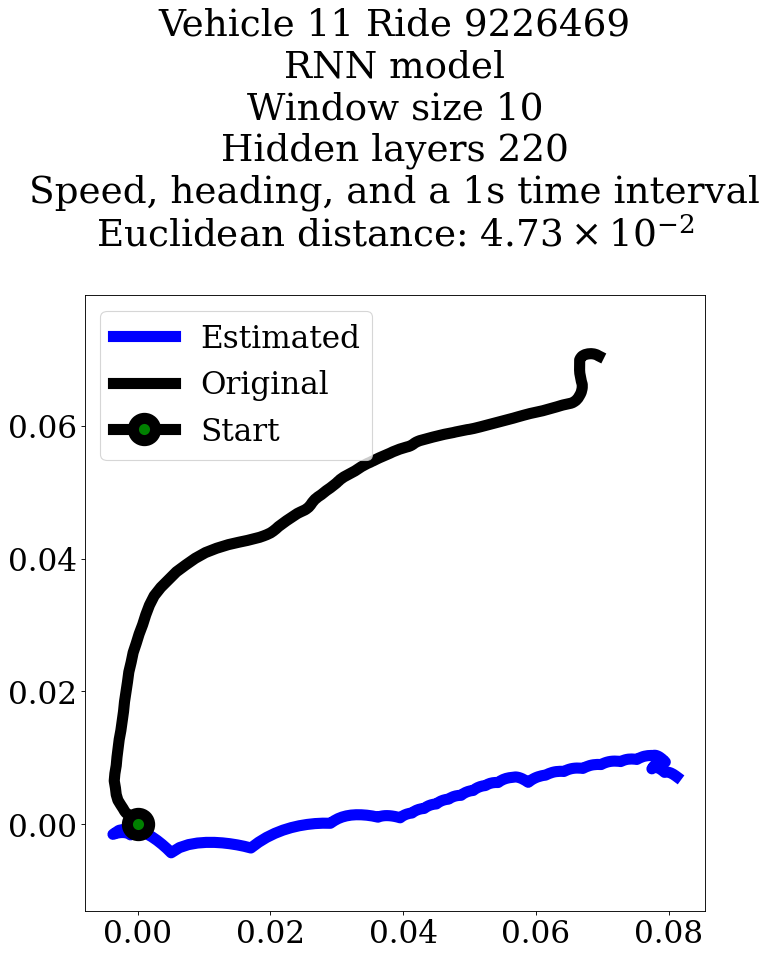 Vehicle 11 Ride 9226469
RNN model
Window size 10
Hidden layers 220
Speed, heading, and a 1s time interval
Euclidean distance: 4.73 × 10⁻²
Estimated
Original
Start
0.06
0.04
0.02
0.00
0.00 0.02 0.04 0.06 0.08